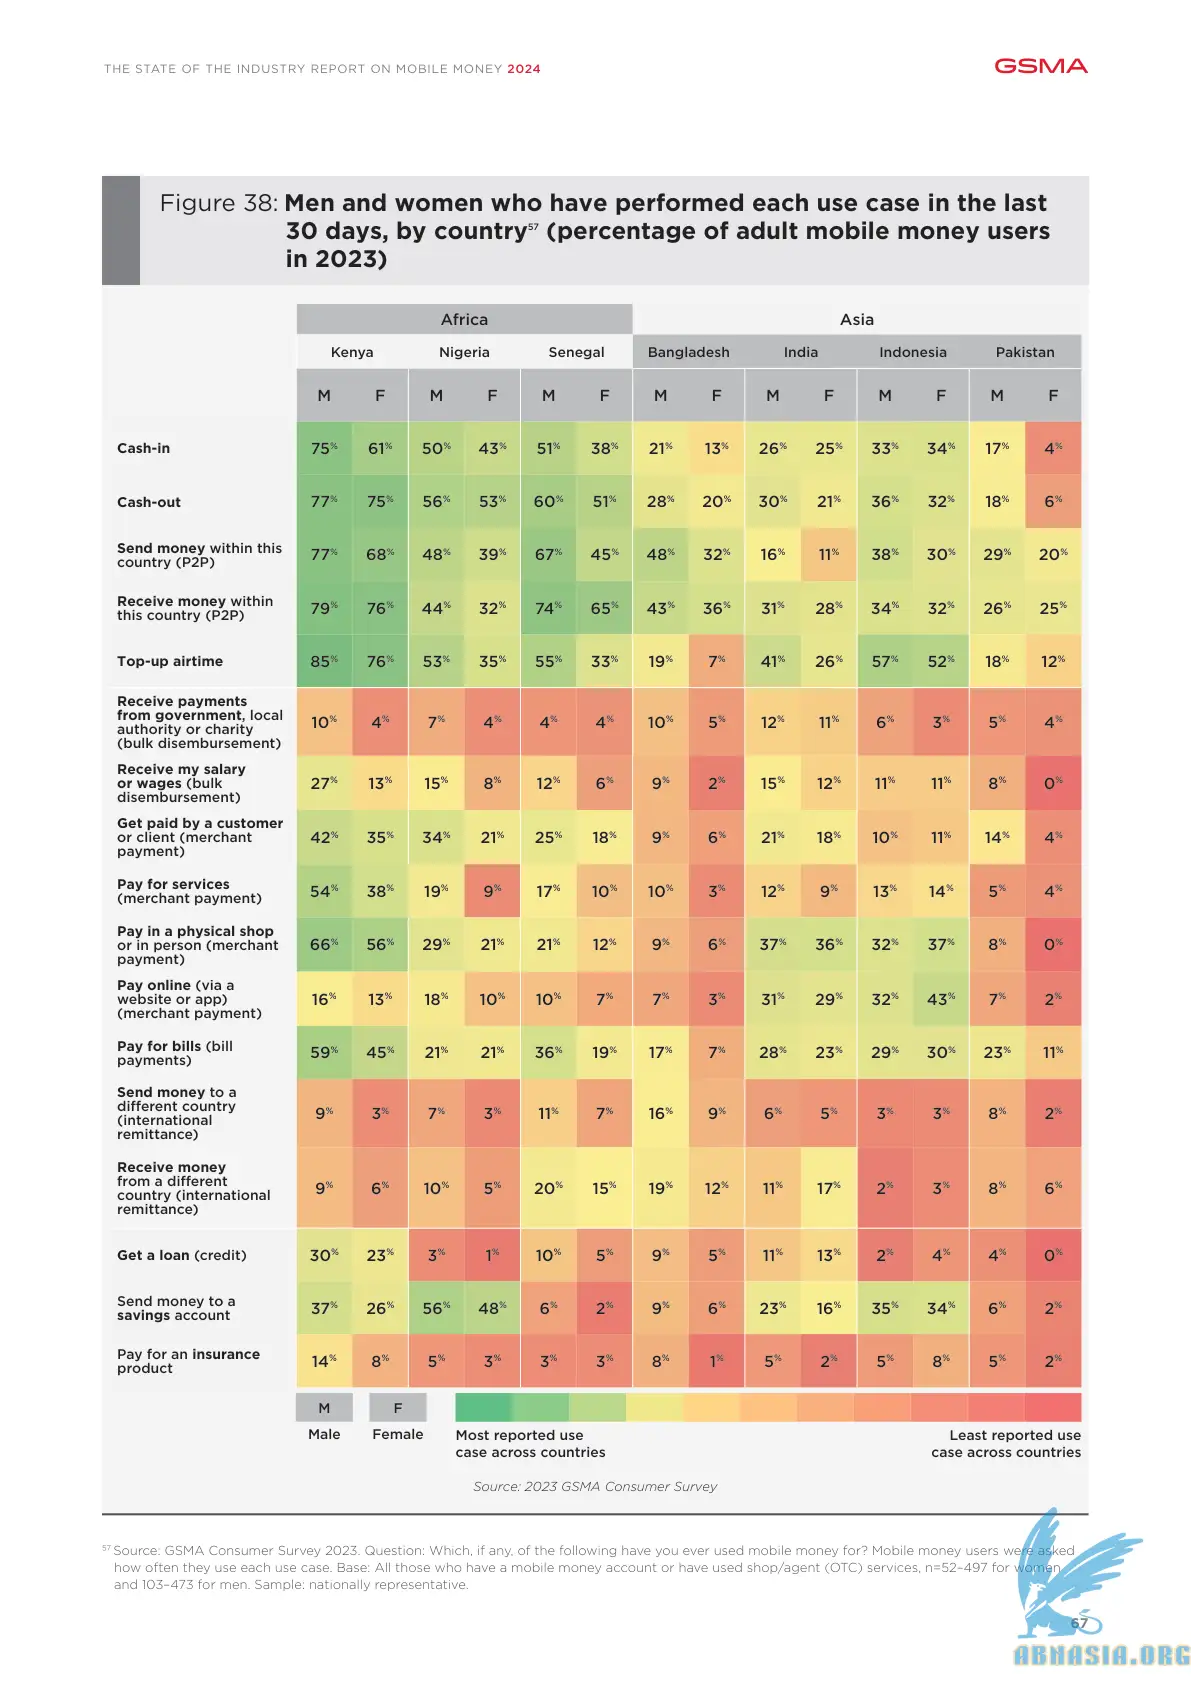 THE STATE OF THE INDUSTRY REPORT ON MOBILE MONEY 2024
GSMA
Figure 38: Men and women who have performed each use case in the last
30 days, by country57 (percentage of adult mobile money users
in 2023)
Africa Asia
Kenya Nigeria Senegal Bangladesh India Indonesia Pakistan
M F M F M F M F M F M F M F
Cash-in 75% 61% 50% 43% 51% 38% 21% 13% 26% 25% 33% 34% 17% 4%
Cash-out 77% 75% 56% 53% 60% 51% 28% 20% 30% 21% 36% 32% 18% 6%
Send money within this
country (P2P)
77% 68% 48% 39% 67% 45% 48% 32% 16% 11% 38% 30% 29% 20%
Receive money within
this country (P2P)
79% 76% 44% 32% 74% 65% 43% 36% 31% 28% 34% 32% 26% 25%
Top-up airtime 85% 76% 53% 35% 55% 33% 19% 7% 41% 26% 57% 52% 18% 12%
Receive payments
from government, local
authority or charity
(bulk disembursement)
10% 4% 7% 4% 4% 4% 10% 5% 12% 11% 6% 3% 5% 4%
Receive my salary
or wages (bulk
disembursement)
27% 13% 15% 8% 12% 6% 9% 2% 15% 12% 11% 11% 8% 0%
Get paid by a customer
or client (merchant
payment)
42% 35% 34% 21% 25% 18% 9% 6% 21% 18% 10% 11% 14% 4%
Pay for services
(merchant payment)
54% 38% 19% 9% 17% 10% 10% 3% 12% 9% 13% 14% 5% 4%
Pay in a physical shop
or in person (merchant
payment)
66% 56% 29% 21% 21% 12% 9% 6% 37% 36% 32% 37% 8% 0%
Pay online (via a
website or app)
(merchant payment)
16% 13% 18% 10% 10% 7% 7% 3% 31% 29% 32% 43% 7% 2%
Pay for bills (bill
payments)
59% 45% 21% 21% 36% 19% 17% 7% 28% 23% 29% 30% 23% 11%
Send money to a
different country
(international
remittance)
9% 3% 7% 3% 11% 7% 16% 9% 6% 5% 3% 3% 8% 2%
Receive money
from a different
country (international
remittance)
9% 6% 10% 5% 20% 15% 19% 12% 11% 17% 2% 3% 8% 6%
Get a loan (credit) 30% 23% 3% 1% 10% 5% 9% 5% 11% 13% 2% 4% 4% 0%
Send money to a
savings account
37% 26% 56% 48% 6% 2% 9% 6% 23% 16% 35% 34% 6% 2%
Pay for an insurance
product
14% 8% 5% 3% 3% 3% 8% 1% 5% 2% 5% 8% 5% 2%
M F
Male Female
Most reported use
case across countries
Least reported use
case across countries
Source: 2023 GSMA Consumer Survey
57 Source: GSMA Consumer Survey 2023. Question: Which, if any, of the following have you ever used mobile money for? Mobile money users were asked
how often they use each use case. Base: All those who have a mobile money account or have used shop/agent (OTC) services, n=52–497 for women
and 103–473 for men. Sample: nationally representative.
67
ABNASIA.ORG